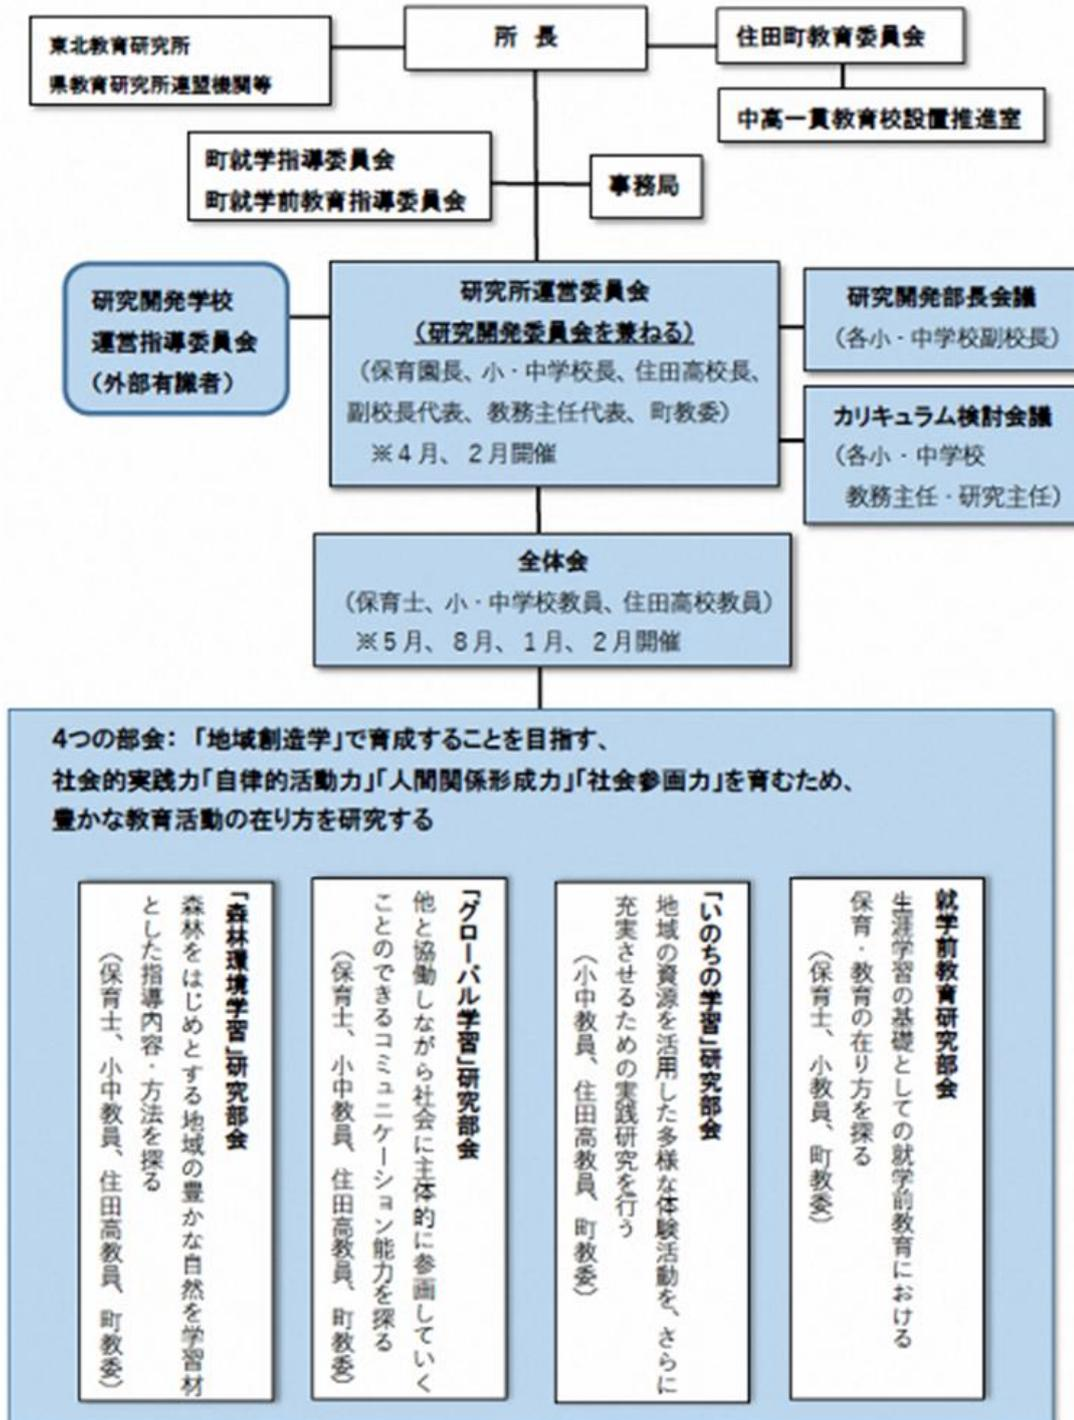 東北教育研究所
県教育研究所連盟機関等
所 長
住田町教育委員会
中高一貫教育校設置推進室
町就学指導委員会
町就学前教育指導委員会
事務局
研究開発学校
運営指導委員会
（外部有識者）
研究所運営委員会
（研究開発委員会を兼ねる）
（保育園長、小・中学校長、住田高校長、
副校長代表、教務主任代表、町教委）
※４月、２月開催
研究開発部長会議
（各小・中学校副校長）
カリキュラム検討会議
（各小・中学校
教務主任・研究主任）
全体会
（保育士、小・中学校教員、住田高校教員）
※５月、８月、１月、２月開催
4つの部会：「地域創造学」で育成することを目指す、
社会的実践力「自律的活動力」「人間関係形成力」「社会参画力」を育むため、
豊かな教育活動の在り方を研究する
就学前教育研究部会
生涯学習の基礎としての就学前教育における
保育・教育の在り方を探る
（保育士、小教員、町教委）
「いのちの学習」研究部会
地域の資源を活用した多様な体験活動を、さらに
充実させるための実践研究を行う
（小中教員、住田高教員、町教委）
「グローバル学習」研究部会
他と協働しながら社会に主体的に参画していく
ことのできるコミュニケーション能力を探る
（保育士、小中教員、住田高教員、町教委）
「森林環境学習」研究部会
森林をはじめとする地域の豊かな自然を学習材
とした指導内容・方法を探る
（保育士、小中教員、住田高教員、町教委）